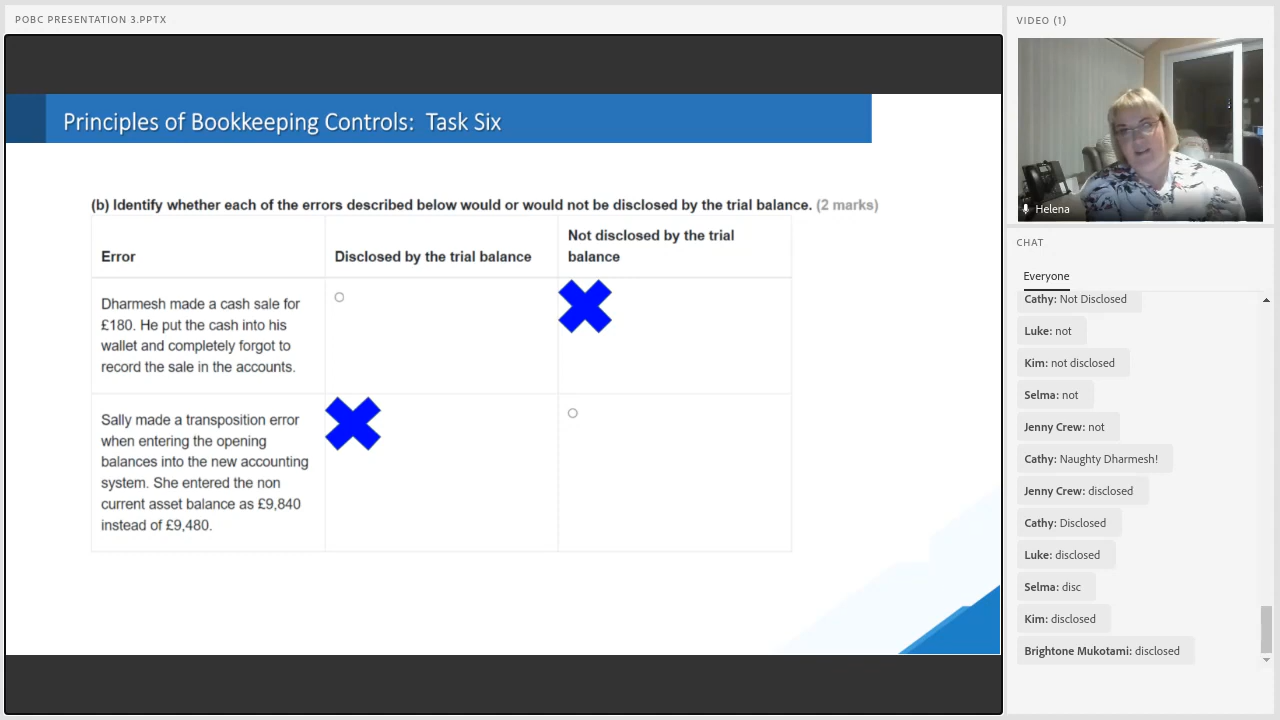 POBC PRESENTATION 3.PPTX
Principles of Bookkeeping Controls: Task Six
(b) Identify whether each of the errors described below would or would not be disclosed by the trial balance. (2 marks)
Error
Disclosed by the trial balance
Not disclosed by the trial
balance
Dharmesh made a cash sale for
£180. He put the cash into his
wallet and completely forgot to
record the sale in the accounts.
Sally made a transposition error
when entering the opening
balances into the new accounting
system. She entered the non
current asset balance as £9,840
instead of £9,480.
VIDEO (1)
Helena
CHAT
Everyone
Cathy: Not Disclosed
Luke: not
Kim: not disclosed
Selma: not
Jenny Crew: not
Cathy: Naughty Dharmesh!
Jenny Crew: disclosed
Cathy: Disclosed
Luke: disclosed
Selma: disc
Kim: disclosed
Brightone Mukotami: disclosed